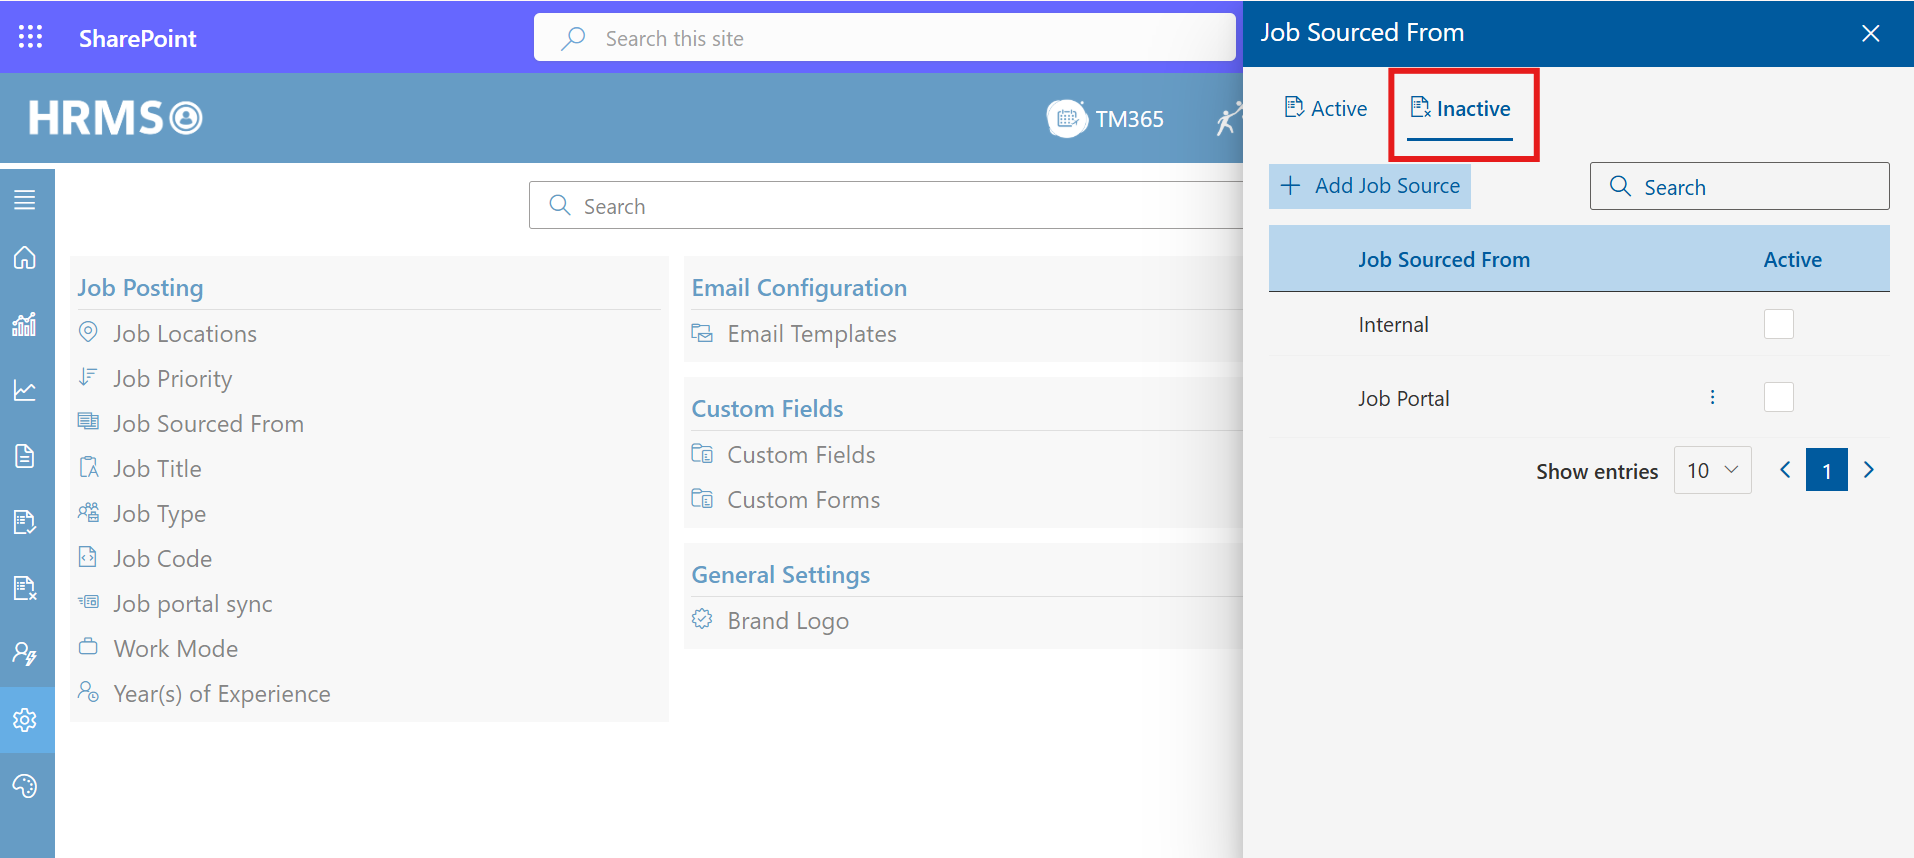 SharePoint
Search this site
HRMS
TM365
Search
Job Posting
Job Locations
Job Priority
Job Sourced From
Job Title
Job Type
Job Code
Job portal sync
Work Mode
Year(s) of Experience
Email Configuration
Email Templates
Custom Fields
Custom Fields
Custom Forms
General Settings
Brand Logo
Job Sourced From
Active
Inactive
Add Job Source
Search
Job Sourced From Active
Internal
Job Portal
Show entries 10 1